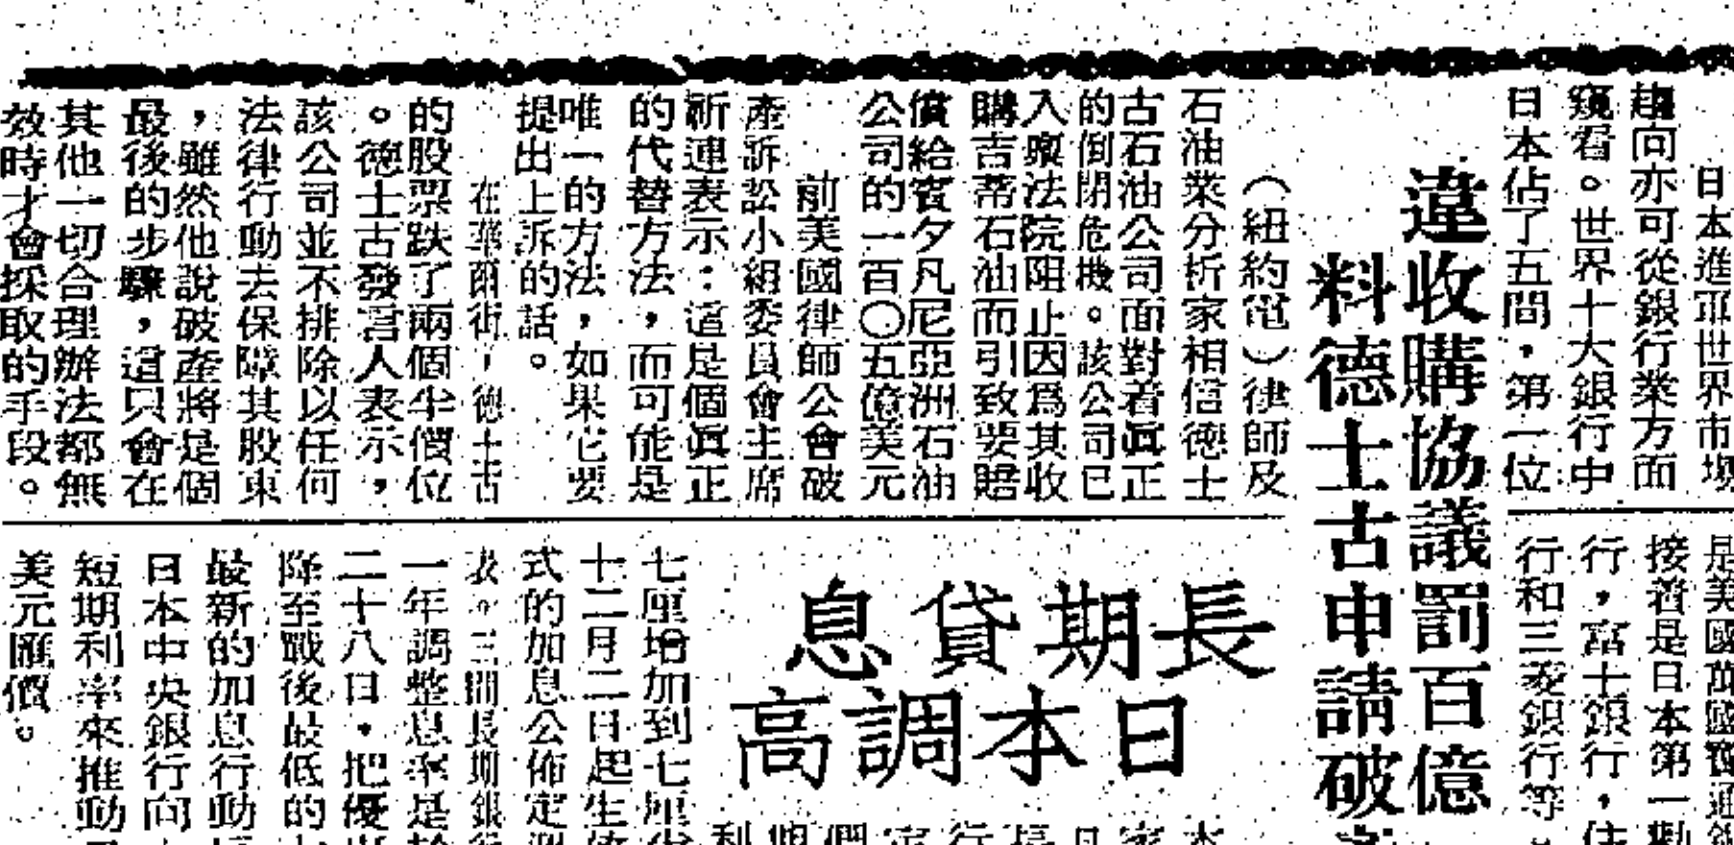 日本進軍世界市場
趨向亦可從銀行業方面
窺看。世界十大銀行中
日本佔了五間，第一位
是美國萬國寶通銀
接着是日本第一勸
行，富士銀行，住
行和三菱銀行等。
違收購協議罰百億
料德士古申請破
（紐約電）律師及
石油業分析家相信德士
古石油公司面對着眞正
的倒閉危機。該公司已
入稟法院阻止因爲其收
購吉蒂石油而引致要賠
償給賓夕凡尼亞洲石油
公司的一百〇五億美元
前美國律師公會破
產訴訟小組委員會主席
祈連表示：這是個眞正
的代替方法，而可能是
唯一的方法，如果它要
提出上訴的話。
在華爾街，德士古
的股票跌了兩個半價位
。德士古發言人表示，
該公司並不排除以任何
法律行動去保障其股東
，雖然他說破產將是個
最後的步驟，這只會在
其他一切合理辦法都無
效時才會採取的手段。
長期貸息
日本調高
七厘增加到七厘
十二月二日起生效
式的加息公佈定
表。三間長期銀行
一年調整息率是於
二十八日，把優
降至戰後最低的
最新的加息行動
日本中央銀行向
短期利率來推動
美元匯價。